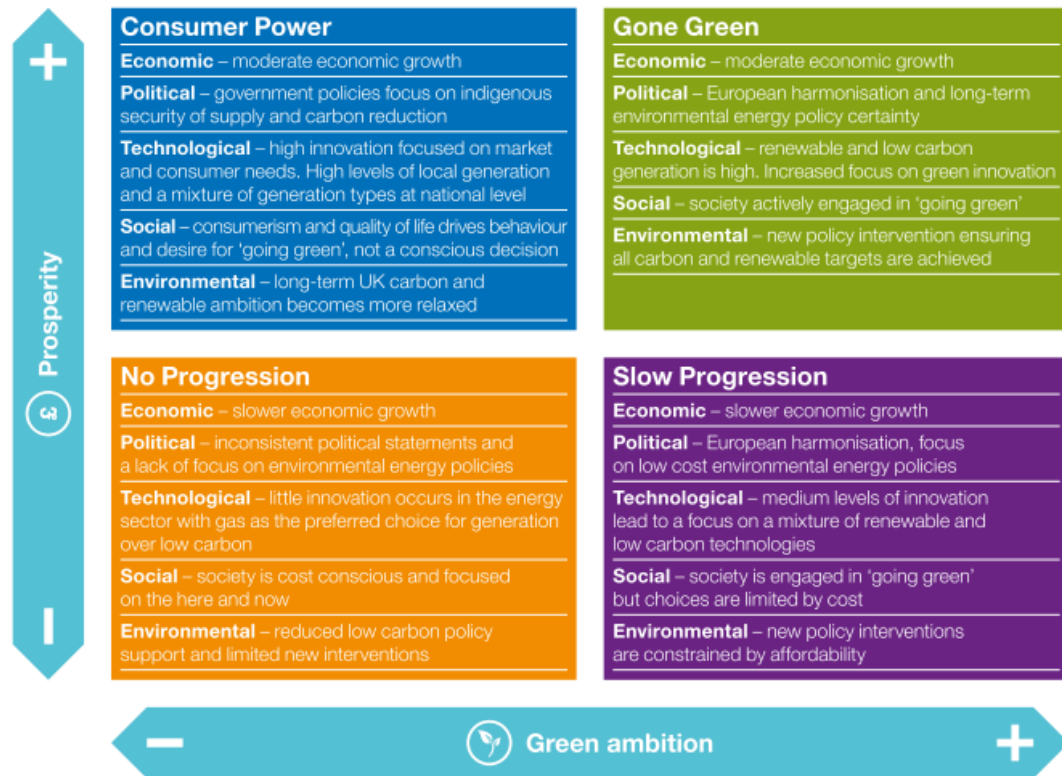 Consumer Power
Economic – moderate economic growth
Political – government policies focus on indigenous
security of supply and carbon reduction
Technological – high innovation focused on market
and consumer needs. High levels of local generation
and a mixture of generation types at national level
Social – consumerism and quality of life drives behaviour
and desire for ‘going green’, not a conscious decision
Environmental – long-term UK carbon and
renewable ambition becomes more relaxed
Gone Green
Economic – moderate economic growth
Political – European harmonisation and long-term
environmental energy policy certainty
Technological – renewable and low carbon
generation is high. Increased focus on green innovation
Social – society actively engaged in ‘going green’
Environmental – new policy intervention ensuring
all carbon and renewable targets are achieved
No Progression
Economic – slower economic growth
Political – inconsistent political statements and
a lack of focus on environmental energy policies
Technological – little innovation occurs in the energy
sector with gas as the preferred choice for generation
over low carbon
Social – society is cost conscious and focused
on the here and now
Environmental – reduced low carbon policy
support and limited new interventions
Slow Progression
Economic – slower economic growth
Political – European harmonisation, focus
on low cost environmental energy policies
Technological – medium levels of innovation
lead to a focus on a mixture of renewable and
low carbon technologies
Social – society is engaged in ‘going green’
but choices are limited by cost
Environmental – new policy interventions
are constrained by affordability
+
Prosperity
−
−
Green ambition
+